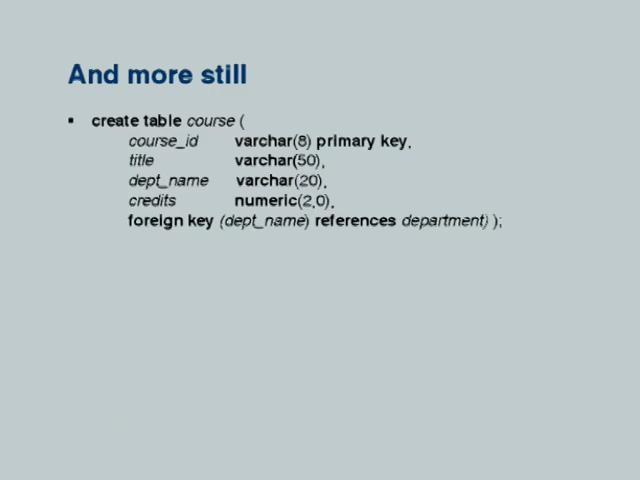 And more still
▪ create table course (
course_id varchar(8) primary key,
title varchar(50),
dept_name varchar(20),
credits numeric(2,0),
foreign key (dept_name) references department) );